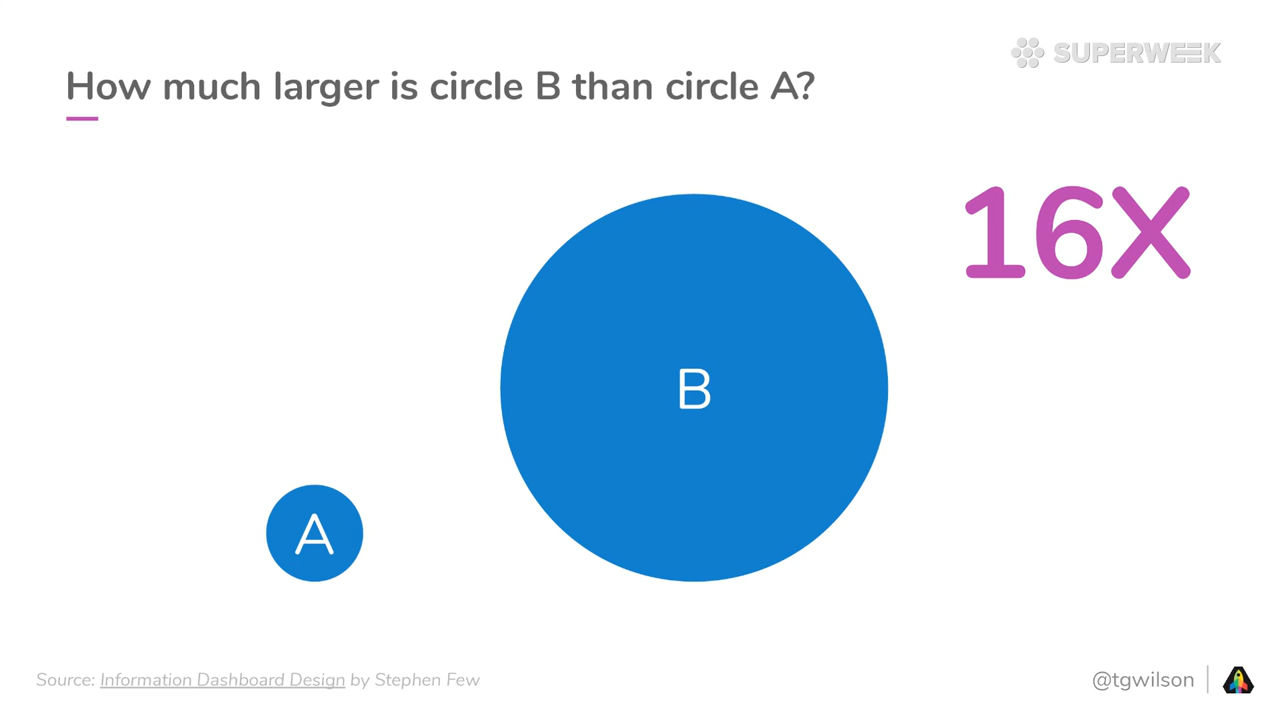 SUPERWEEK
How much larger is circle B than circle A?
16X
B
A
Source: Information Dashboard Design by Stephen Few
@tgwilson